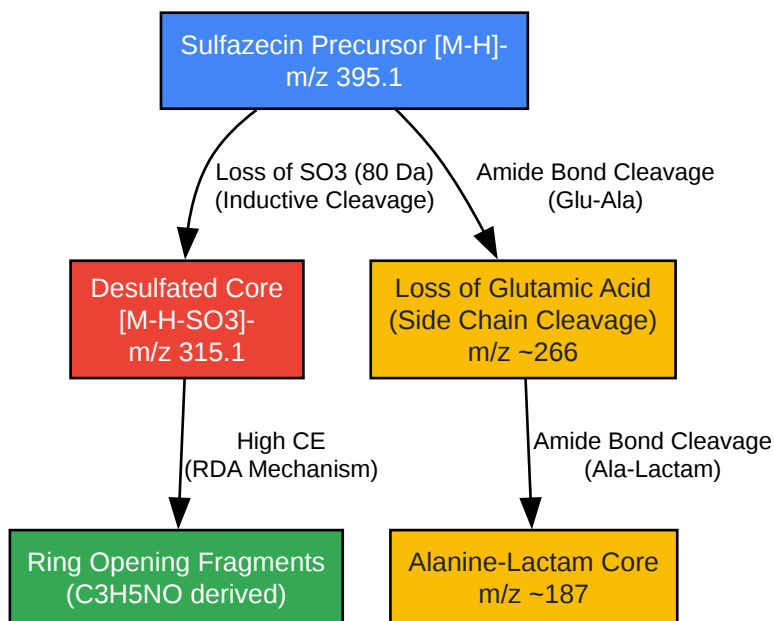 Sulfazecin Precursor [M-H]-
m/z 395.1
Loss of SO3 (80 Da)
(Inductive Cleavage)
Amide Bond Cleavage
(Glu-Ala)
Desulfated Core
[M-H-SO3]-
m/z 315.1
Loss of Glutamic Acid
(Side Chain Cleavage)
m/z ~266
High CE
(RDA Mechanism)
Amide Bond Cleavage
(Ala-Lactam)
Ring Opening Fragments
(C3H5NO derived)
Alanine-Lactam Core
m/z ~187